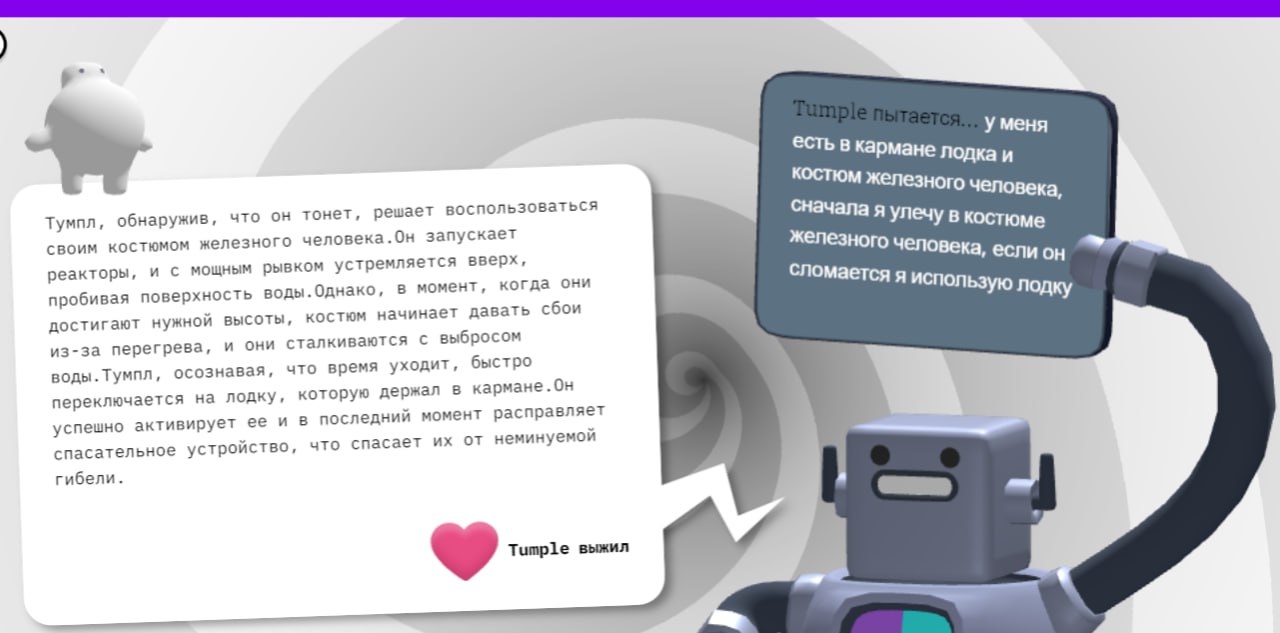 Тумпл, обнаружив, что он тонет, решает воспользоваться
своим костюмом железного человека.Он запускает
реакторы, и с мощным рывком устремляется вверх,
пробивая поверхность воды.Однако, в момент, когда они
достигают нужной высоты, костюм начинает давать сбои
из-за перегрева, и они сталкиваются с выбросом
воды.Тумпл, осознавая, что время уходит, быстро
переключается на лодку, которую держал в кармане.Он
успешно активирует ее и в последний момент расправляет
спасательное устройство, что спасает их от неминуемой
гибели.
Tumple выжил
Tumple пытается... у меня
есть в кармане лодка и
костюм железного человека,
сначала я улечу в костюме
железного человека, если он
сломается я использую лодку